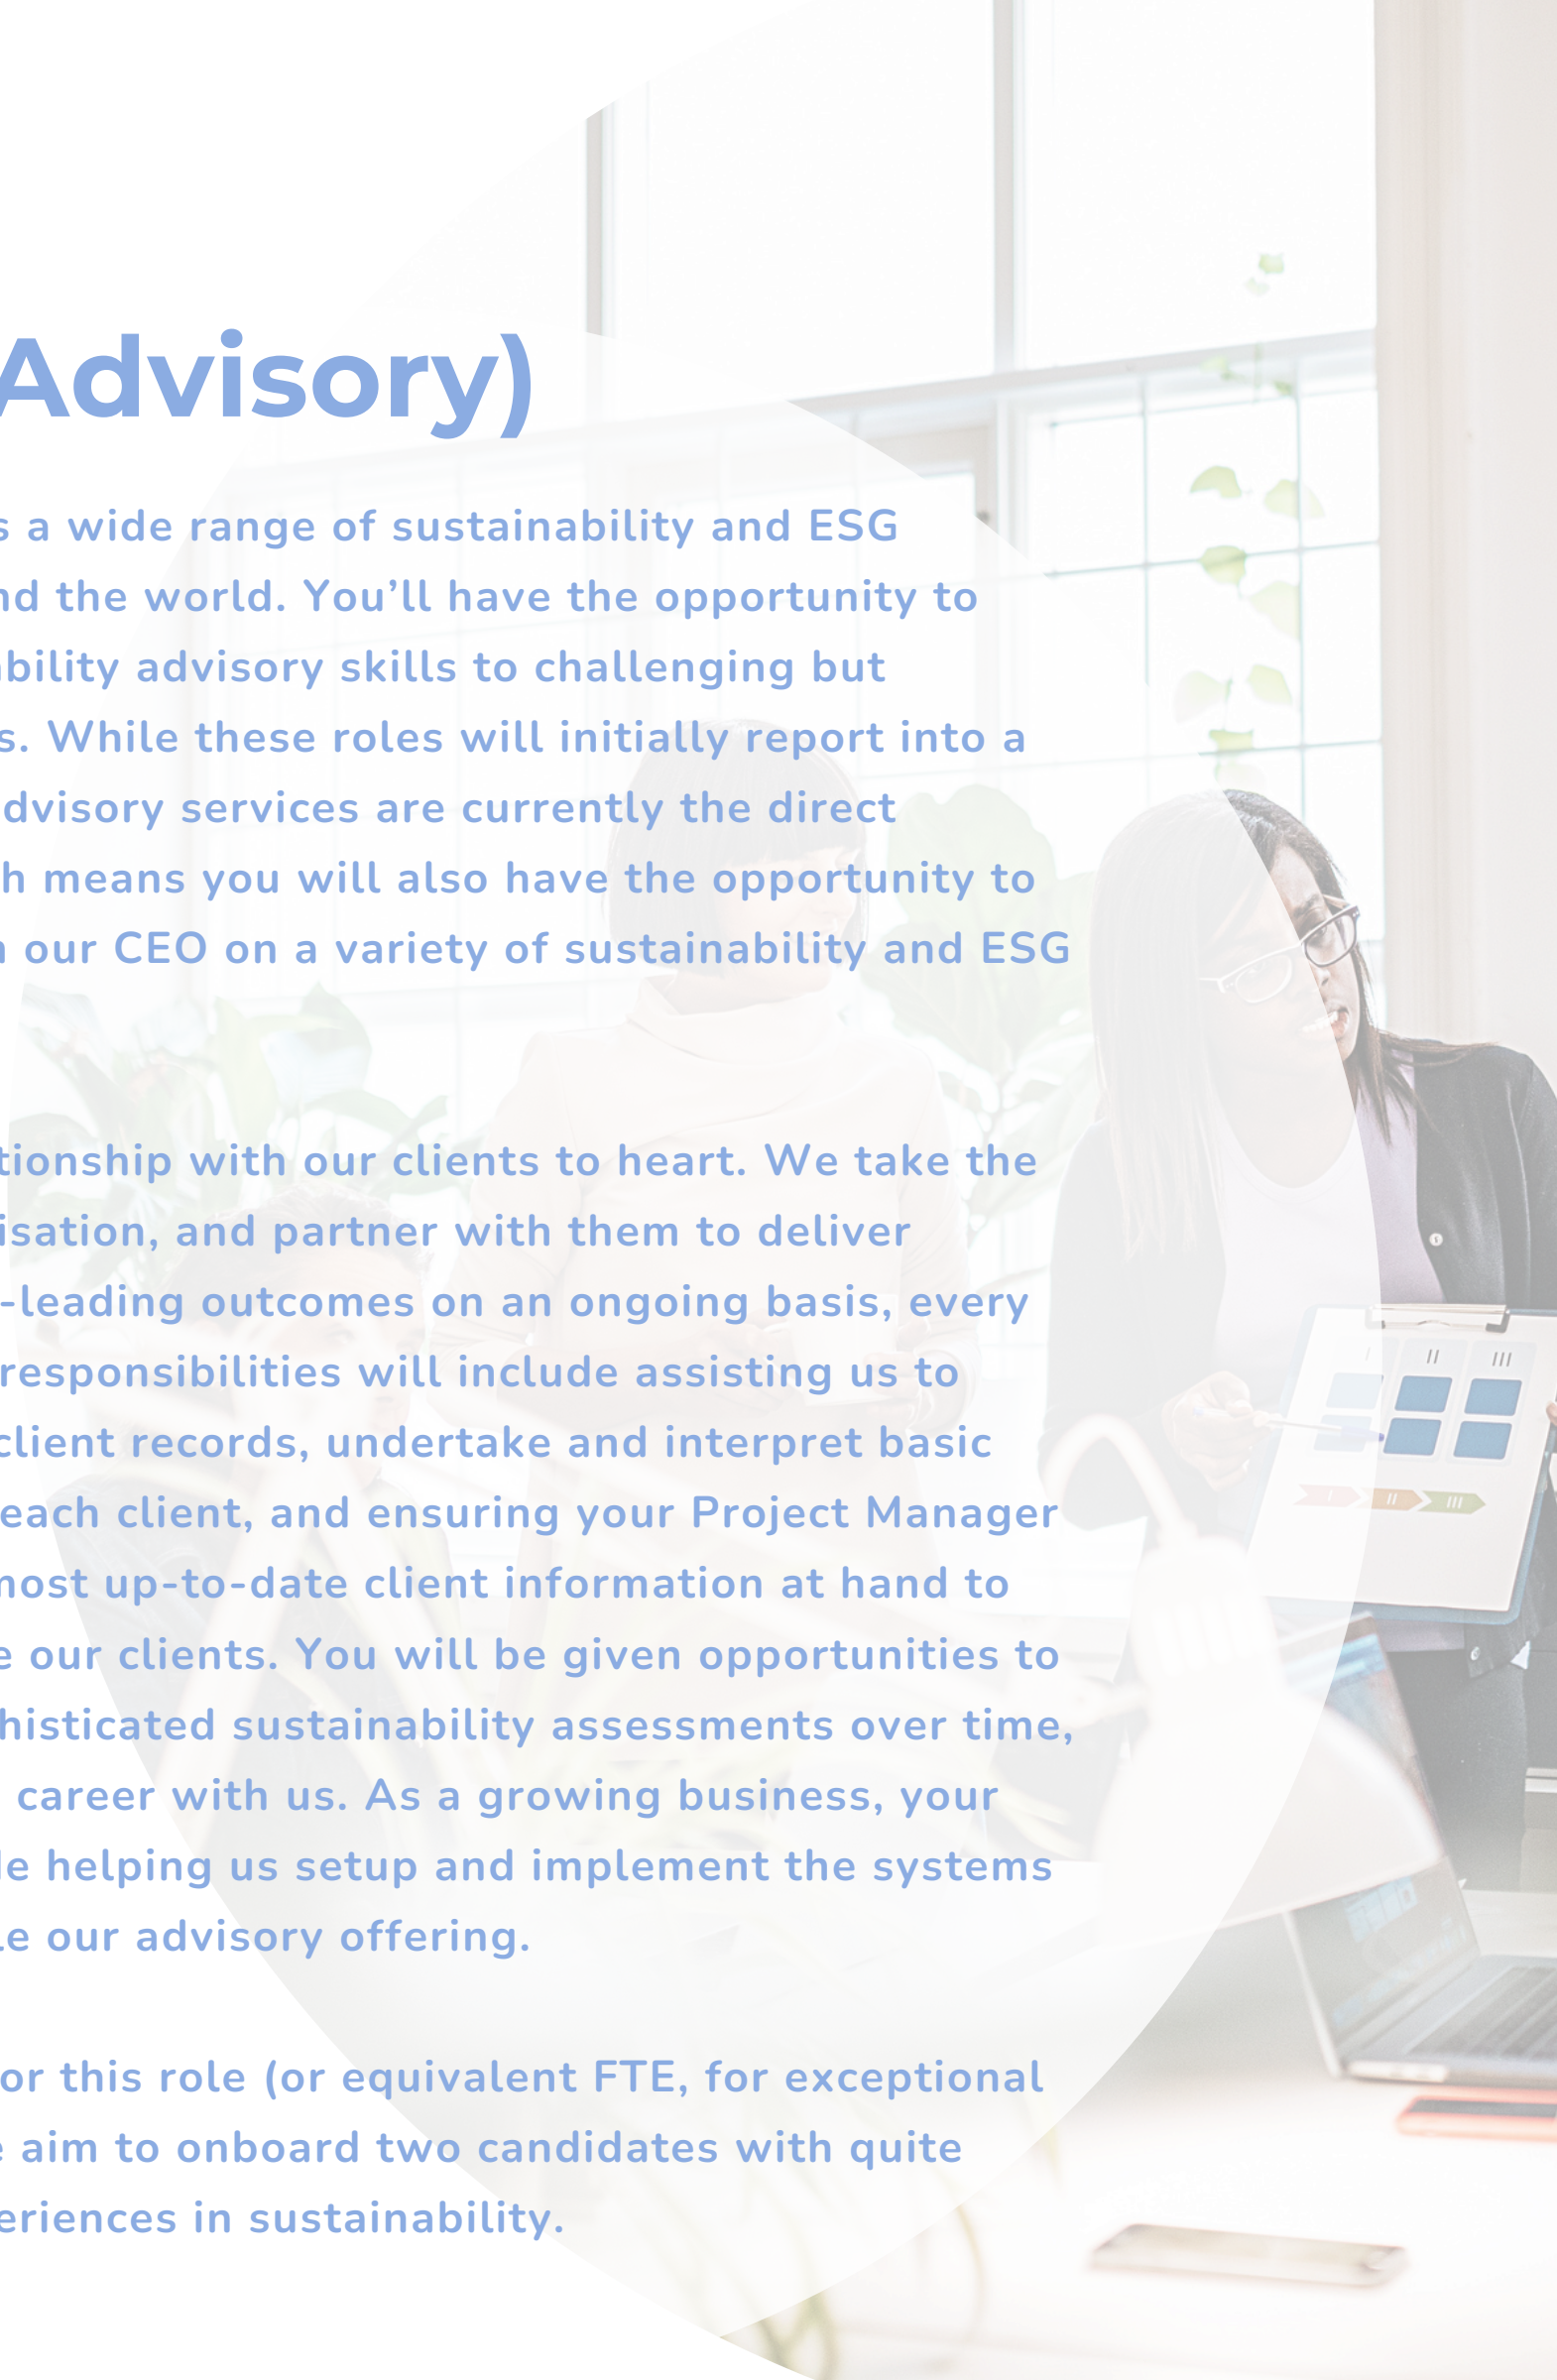 Advisory)
s a wide range of sustainability and ESG
nd the world. You’ll have the opportunity to
bility advisory skills to challenging but
s. While these roles will initially report into a
dvisory services are currently the direct
h means you will also have the opportunity to
our CEO on a variety of sustainability and ESG
tionship with our clients to heart. We take the
isation, and partner with them to deliver
-leading outcomes on an ongoing basis, every
responsibilities will include assisting us to
client records, undertake and interpret basic
each client, and ensuring your Project Manager
most up-to-date client information at hand to
e our clients. You will be given opportunities to
histicated sustainability assessments over time,
career with us. As a growing business, your
de helping us setup and implement the systems
le our advisory offering.
or this role (or equivalent FTE, for exceptional
e aim to onboard two candidates with quite
eriences in sustainability.
I II III
I II III